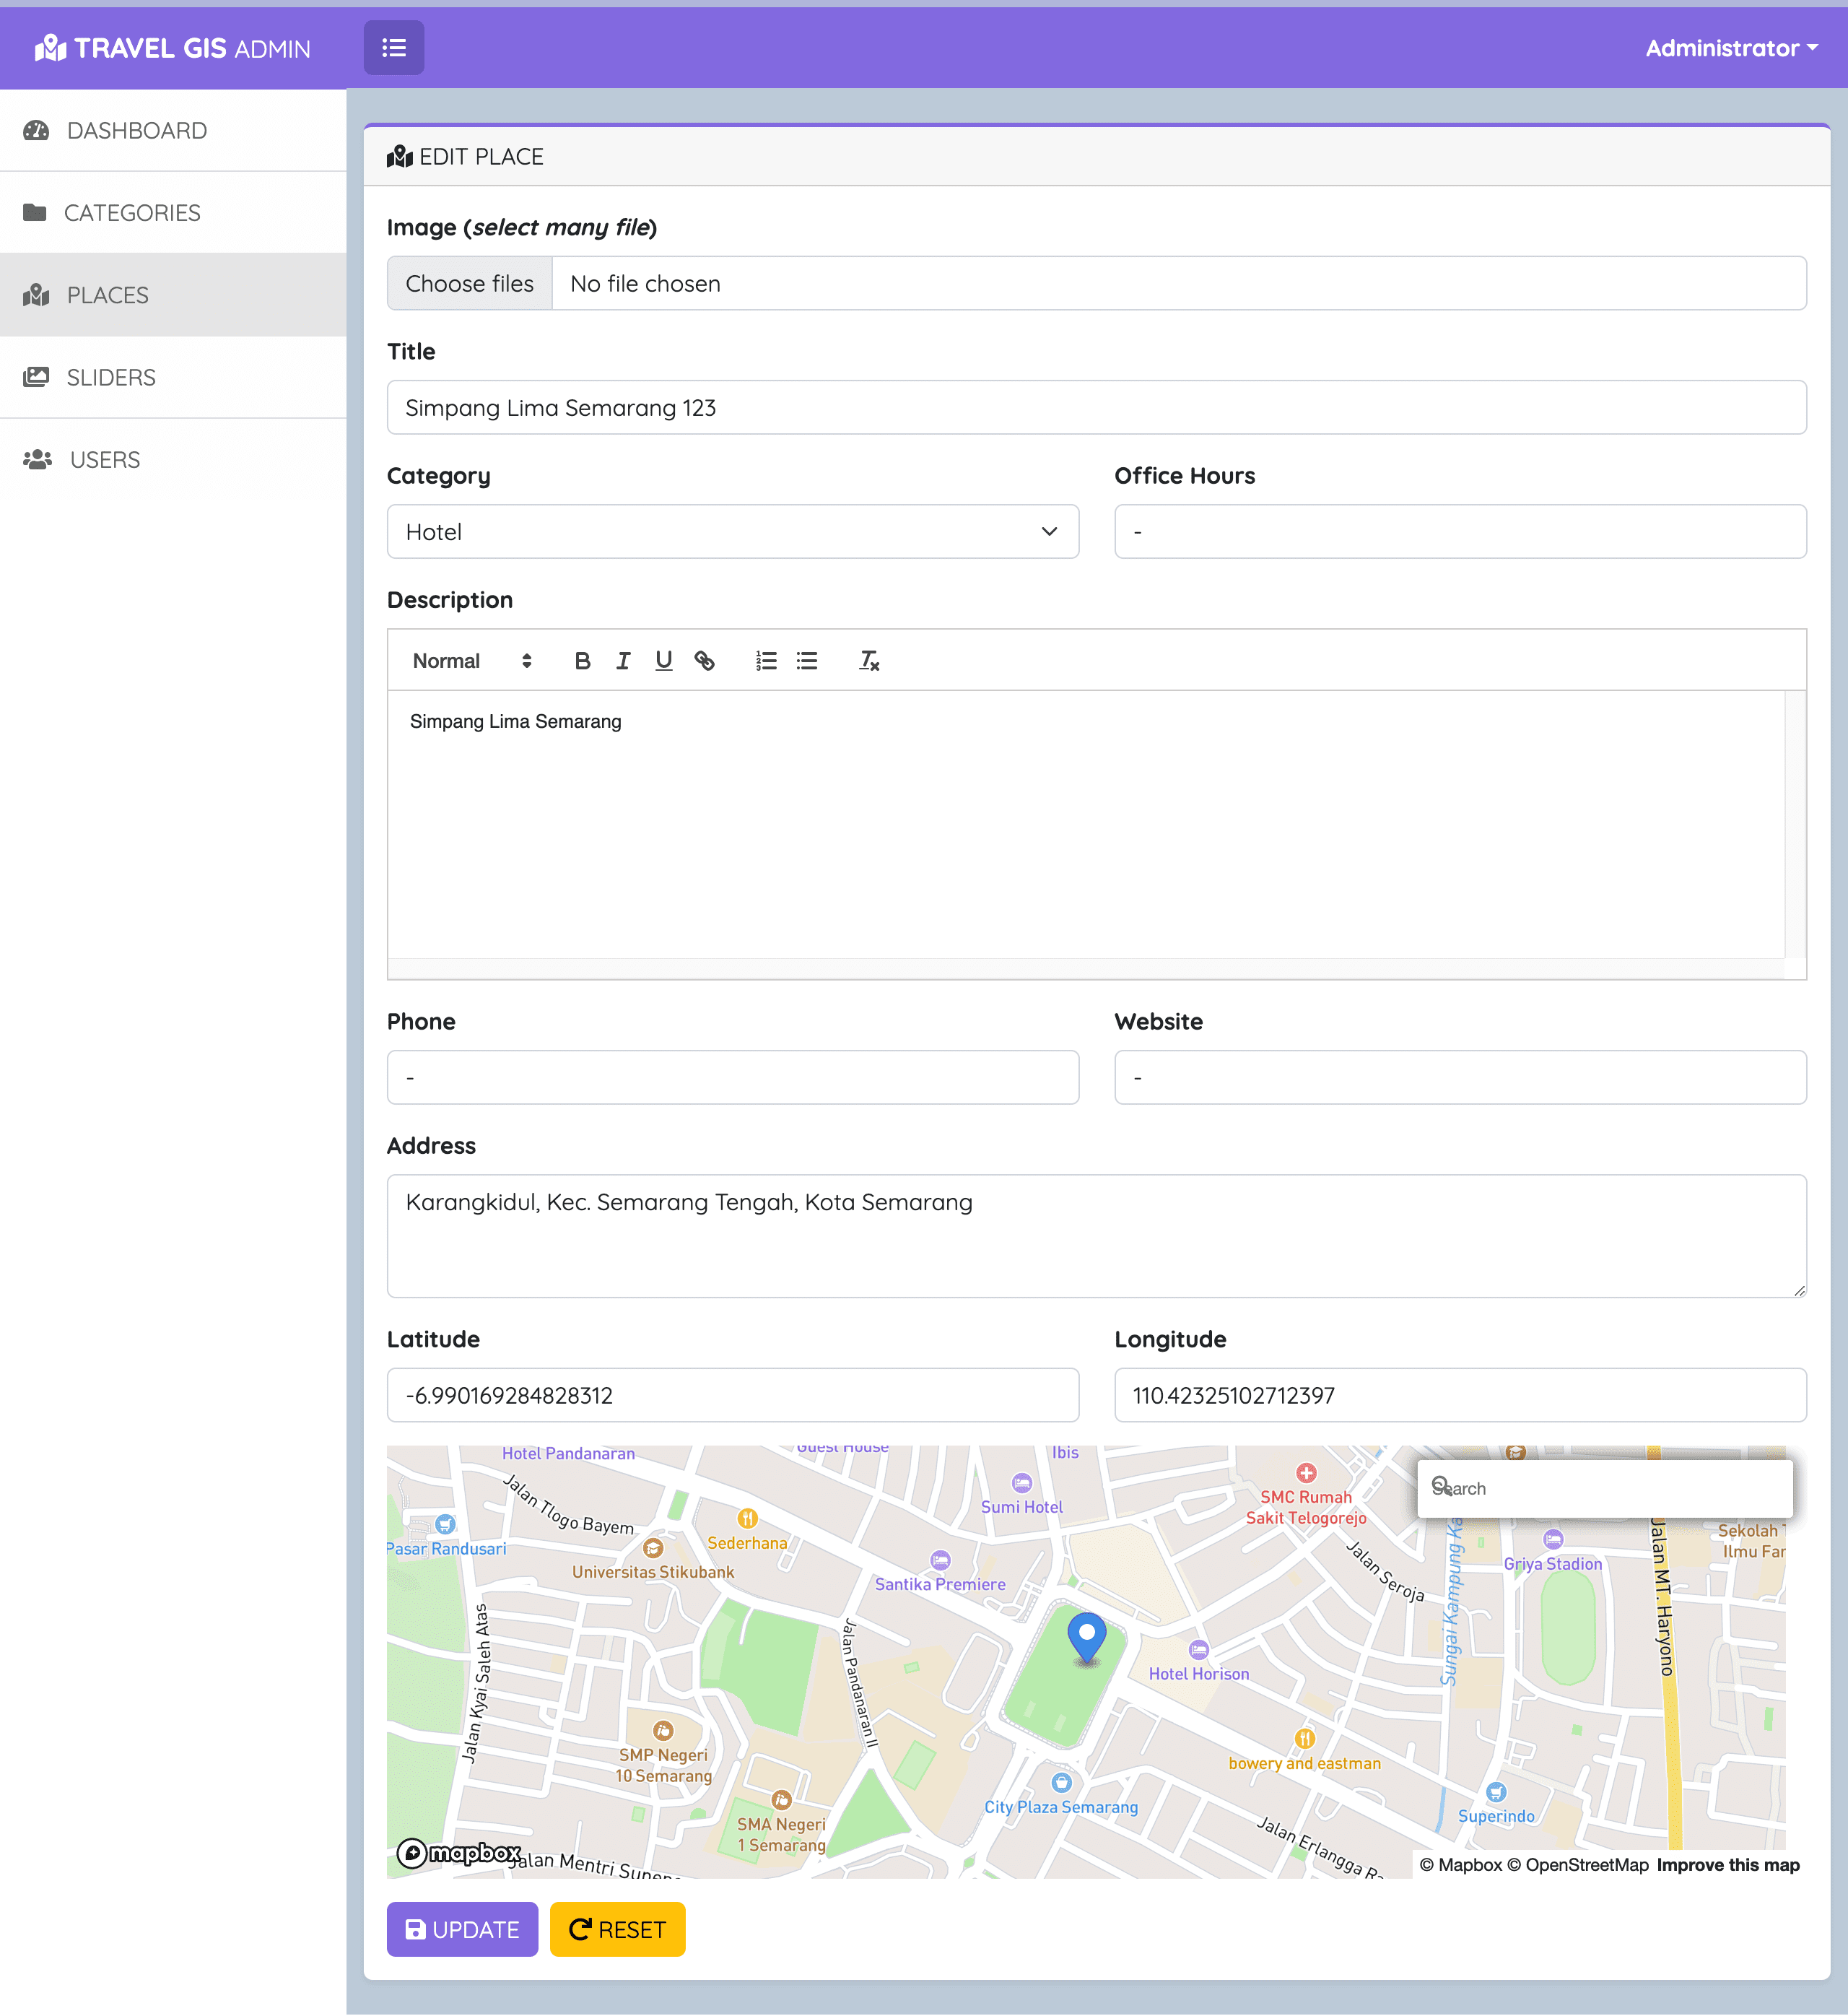 TRAVEL GIS ADMIN
Administrator
DASHBOARD
CATEGORIES
PLACES
SLIDERS
USERS
EDIT PLACE
Image (select many file)
Choose files No file chosen
Title
Simpang Lima Semarang 123
Category Office Hours
Hotel -
Description
Normal
Simpang Lima Semarang
Phone Website
- -
Address
Karangkidul, Kec. Semarang Tengah, Kota Semarang
Latitude Longitude
-6.990169284828312 110.42325102712397
Hotel Pandanaran
Guest House
Ibis
Search
Jalan Tlogo Bayem
Sumi Hotel
SMC Rumah
Sakit Telogorejo
Pasar Randusari
Sederhana
Universitas Stikubank
Santika Premiere
Jalan Seroja
Griya Stadion
Sekolah
Ilmu
Jalan MT. Haryono
Sungai Kampung
Jalan Kyai Saleh Atas
Jalan Pandanaran II
Hotel Horison
SMP Negeri
10 Semarang
bowery and eastman
City Plaza Semarang
Superindo
SMA Negeri
1 Semarang
Jalan Erlangga
mapbox
Jalan Mentri
© Mapbox © OpenStreetMap Improve this map
UPDATE RESET